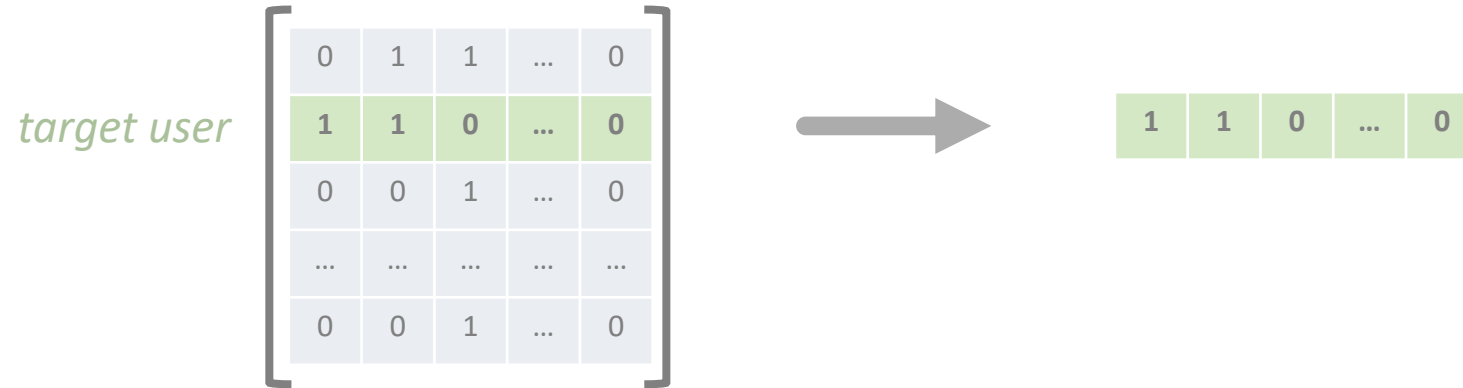 0 1 1 ... 0
target user 1 1 0 ... 0 1 1 0 ... 0
0 0 1 ... 0
... ... ... ... ...
0 0 1 ... 0